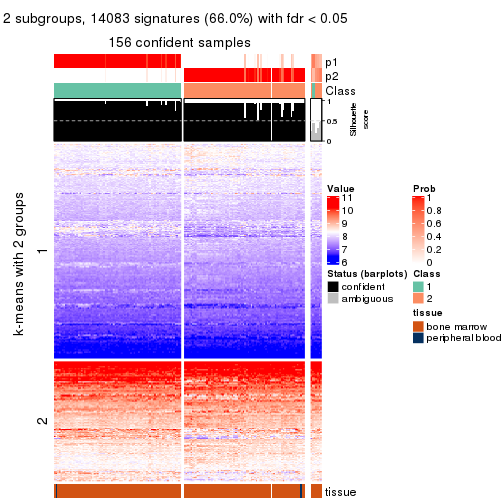 2 subgroups, 14083 signatures (66.0%) with fdr < 0.05
156 confident samples
p1
p2
Class
1
0.5
0
Silhouette
score
k-means with 2 groups
1
2
Value
11
10
9
8
7
6
Prob
1
0.8
0.6
0.4
0.2
0
Status (barplots)
confident
ambiguous
Class
1
2
tissue
bone marrow
peripheral blood
tissue